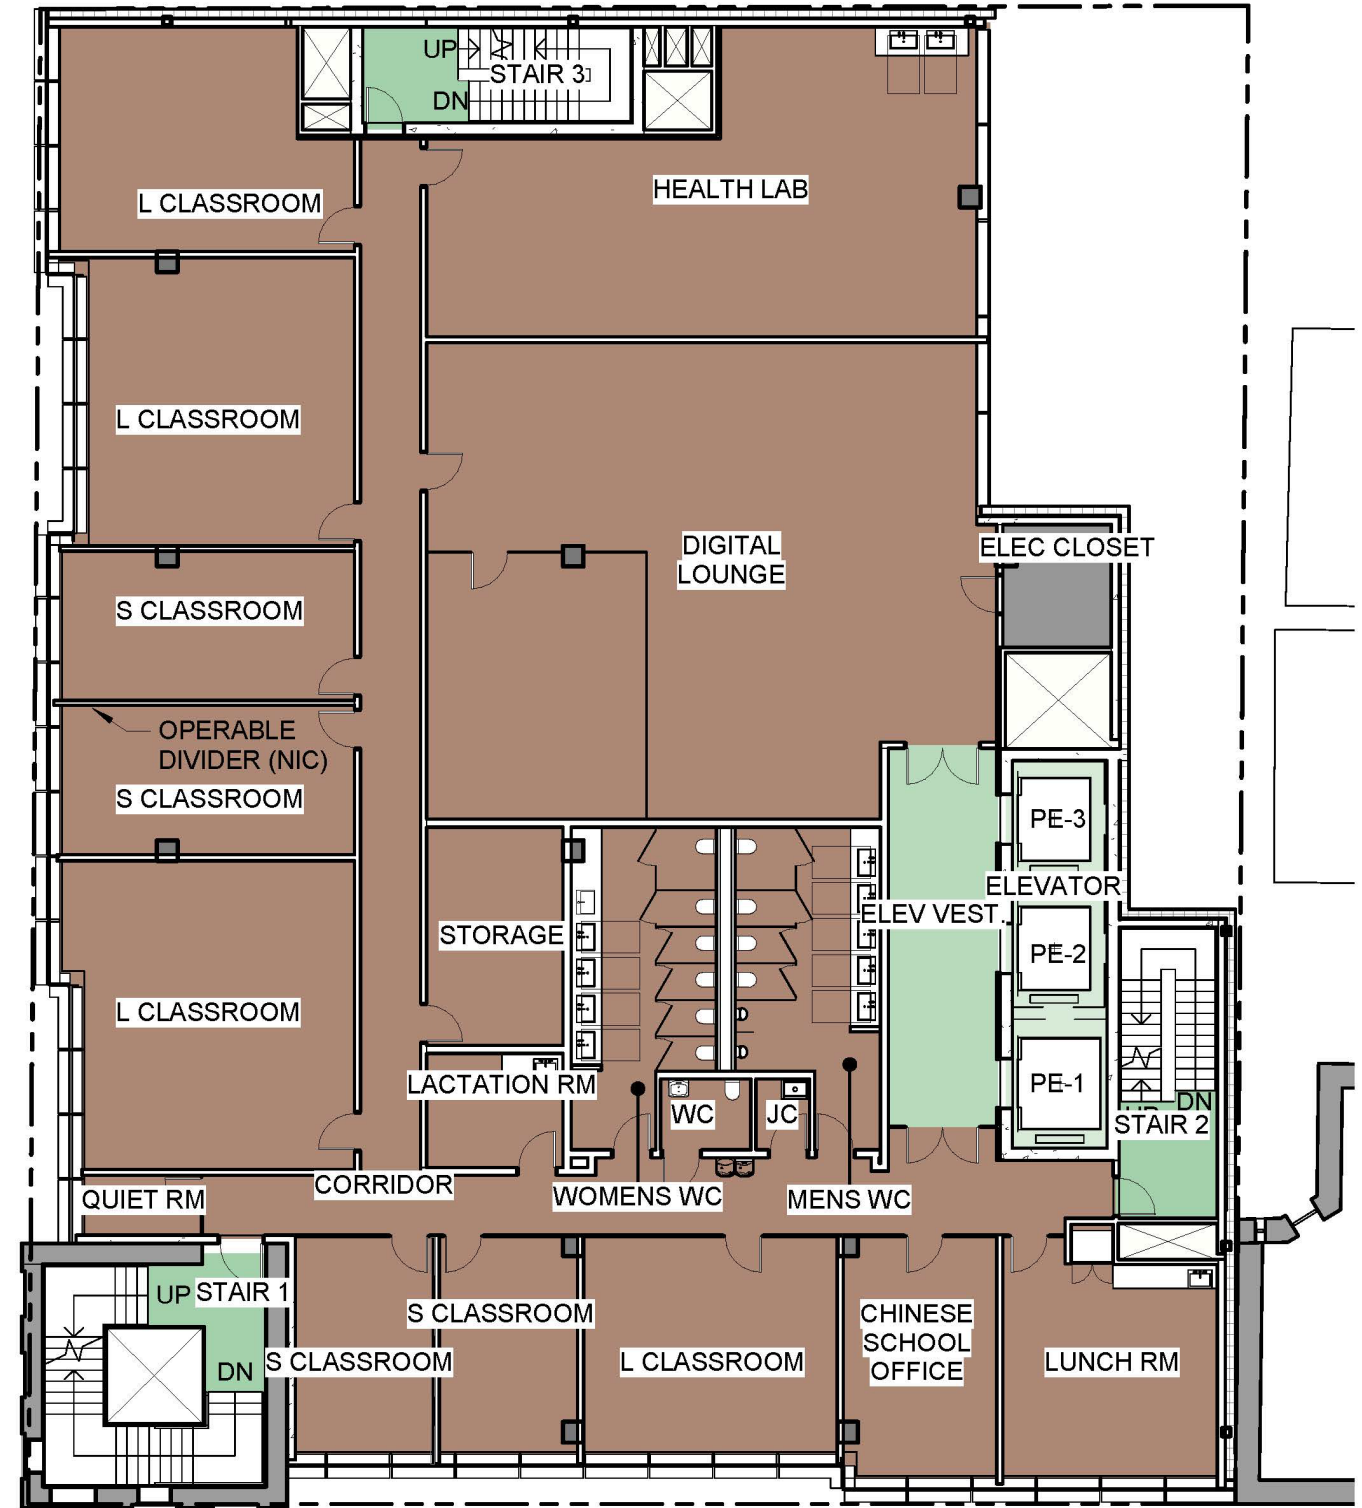 UP
STAIR 3
DN
L CLASSROOM
HEALTH LAB
L CLASSROOM
DIGITAL
LOUNGE
ELEC CLOSET
S CLASSROOM
OPERABLE
DIVIDER (NIC)
S CLASSROOM
PE-3
ELEVATOR
ELEV VEST.
STORAGE
PE-2
L CLASSROOM
LACTATION RM
PE-1
WC
JC
UP
DN
STAIR 2
CORRIDOR
QUIET RM
WOMENS WC
MENS WC
UP
STAIR 1
S CLASSROOM
CHINESE
SCHOOL
OFFICE
DN
S CLASSROOM
L CLASSROOM
LUNCH RM